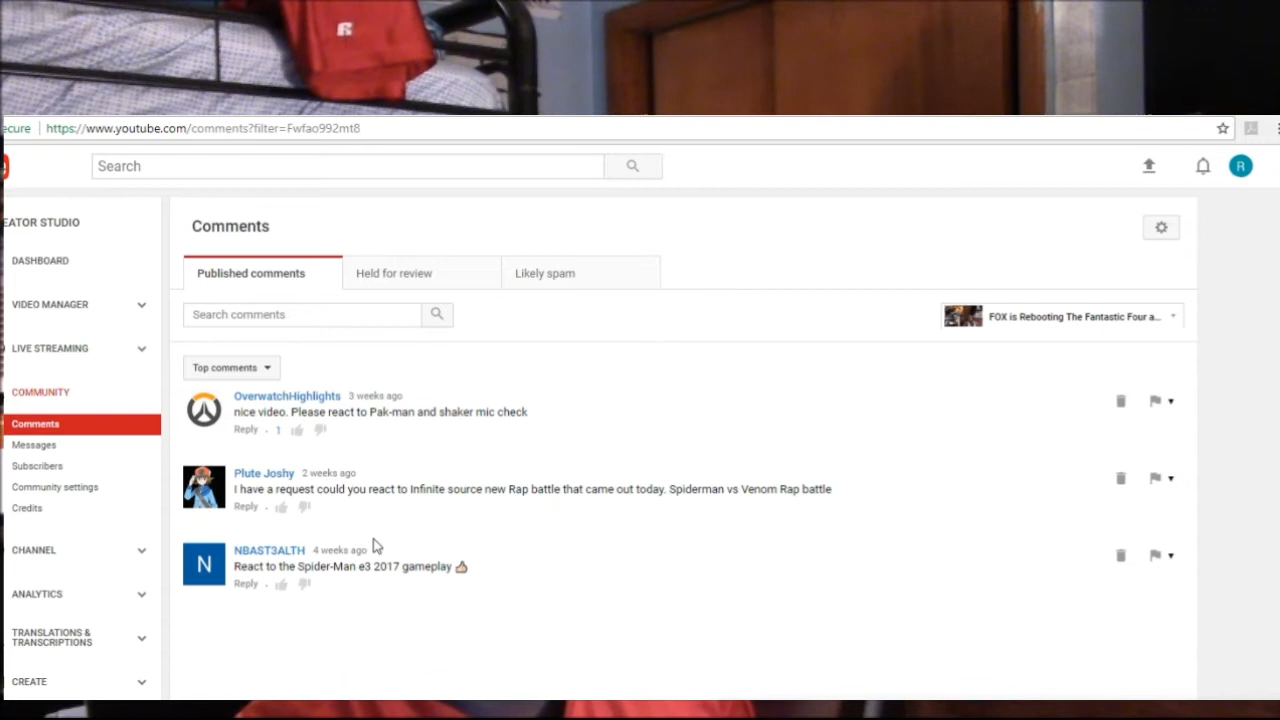 R
ecure
https://www.youtube.com/comments?filter=Fwfao992mt8
Search
R
EATOR STUDIO
DASHBOARD
VIDEO MANAGER
LIVE STREAMING
COMMUNITY
Comments
Messages
Subscribers
Community settings
Credits
CHANNEL
ANALYTICS
TRANSLATIONS &
TRANSCRIPTIONS
CREATE
Comments
Published comments
Held for review
Likely spam
Search comments
FOX is Rebooting The Fantastic Four a...
Top comments
OverwatchHighlights 3 weeks ago
nice video. Please react to Pak-man and shaker mic check
Reply . 1
Plute Joshy 2 weeks ago
I have a request could you react to Infinite source new Rap battle that came out today. Spiderman vs Venom Rap battle
Reply .
N
NBAST3ALTH 4 weeks ago
React to the Spider-Man e3 2017 gameplay 👍
Reply .